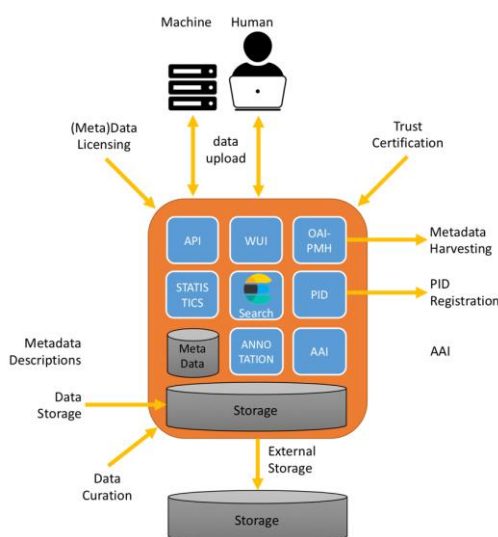 Machine
Human
(Meta)Data
Licensing
data
upload
Trust
Certification
API
WUI
OAI-
PMH
Metadata
Harvesting
STATIS
TICS
Search
PID
PID
Registration
Metadata
Descriptions
Meta
Data
ANNO
TATION
AAI
AAI
Data
Storage
Storage
Data
Curation
External
Storage
Storage